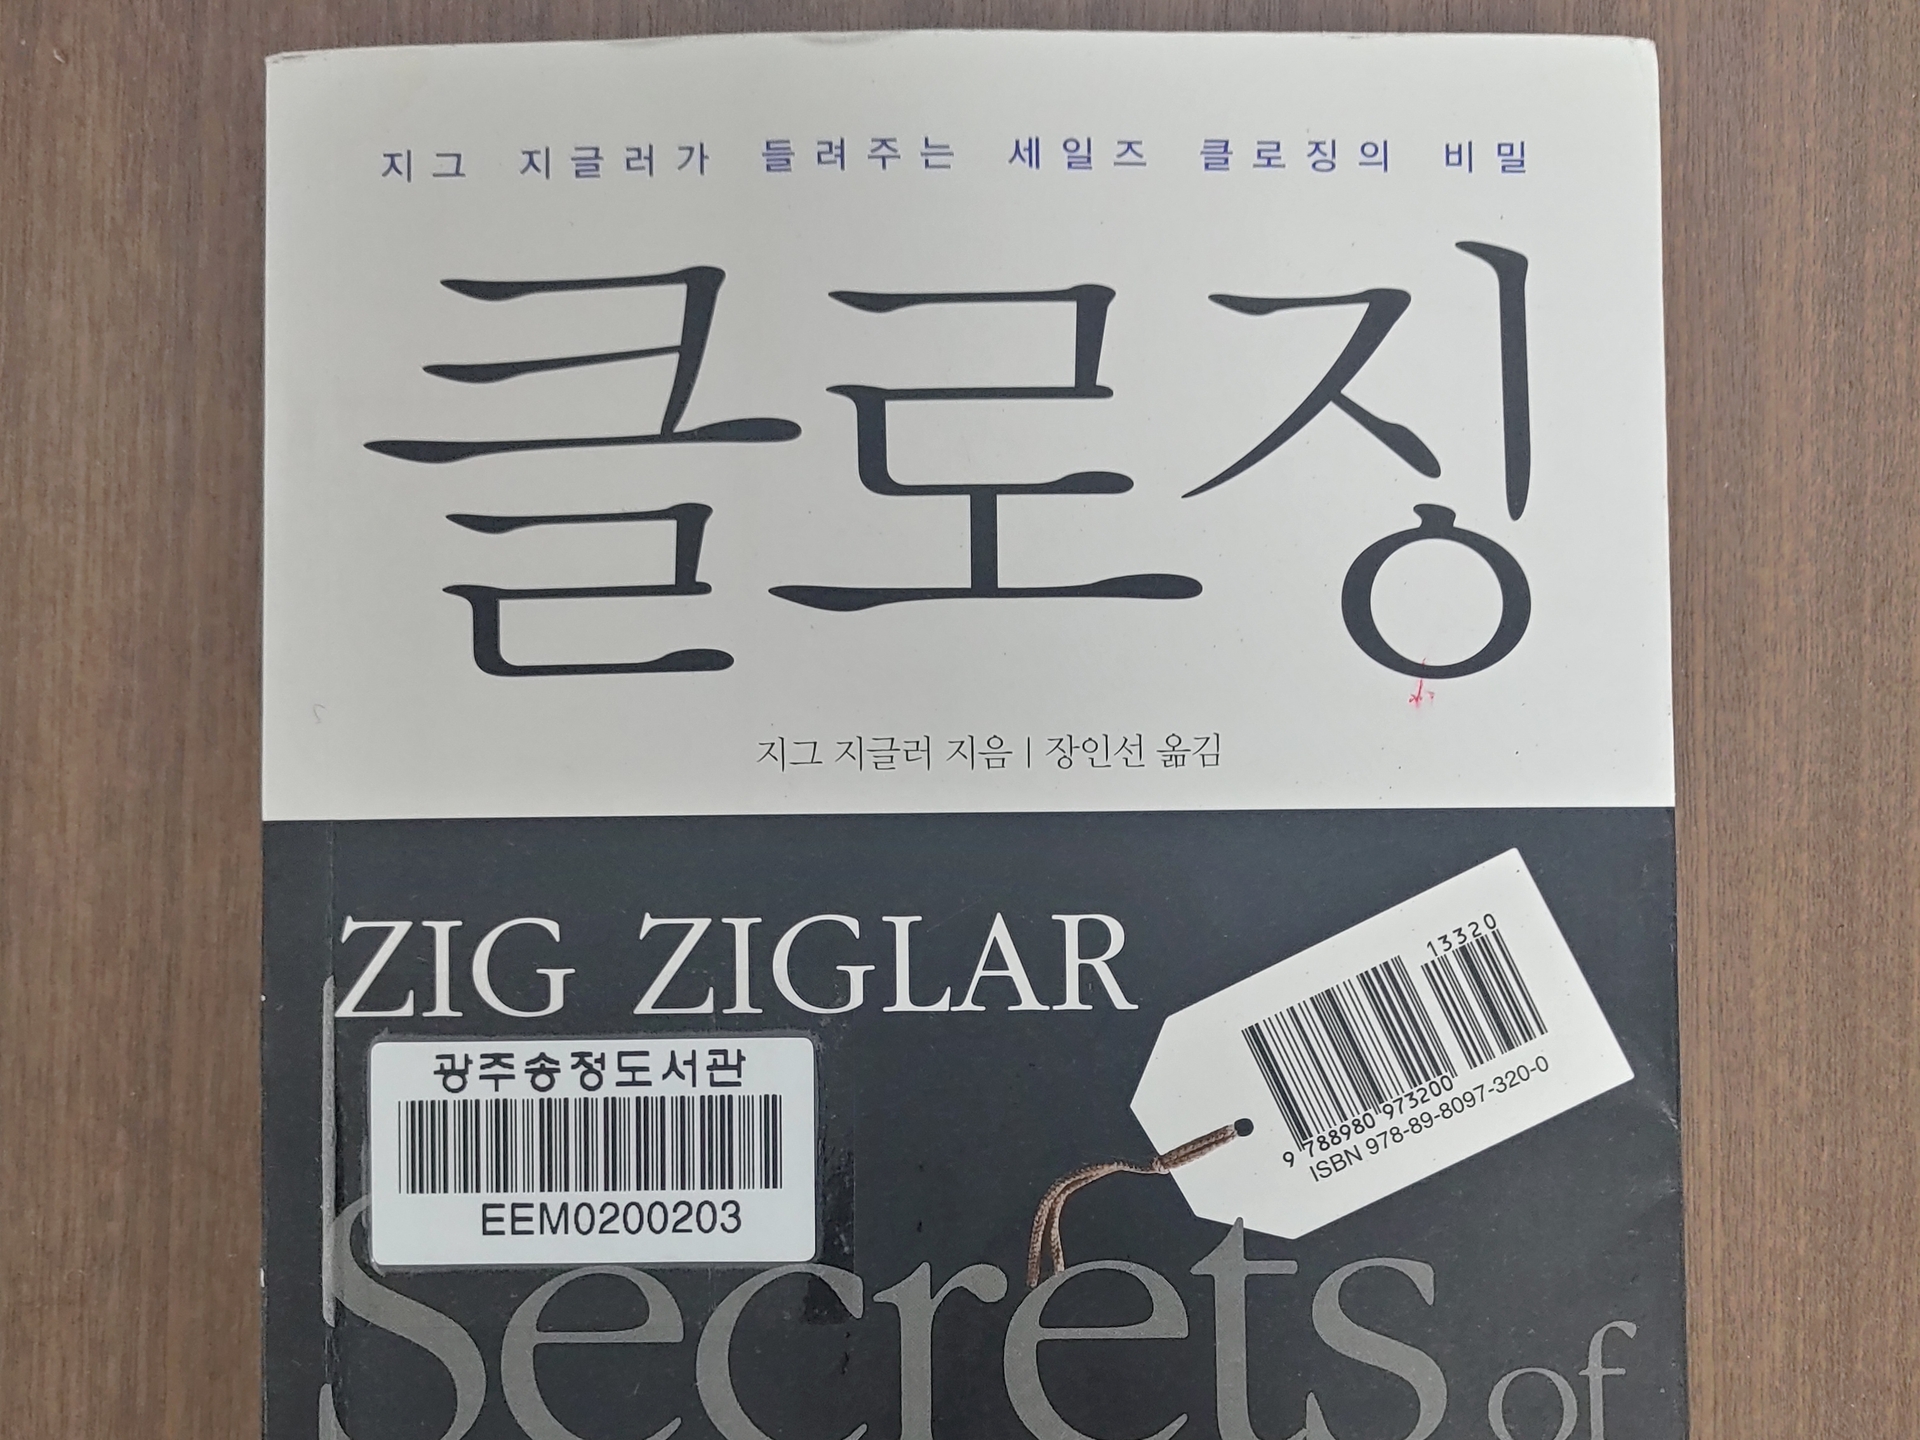 지그 지글러가 들려주는 세일즈 클로징의 비밀
클로징
지그 지글러 지음 | 장인선 옮김
ZIG ZIGLAR
13320
9 788980 973200
ISBN 978-89-8097-320-0
광주송정도서관
EEM0200203
Secrets of